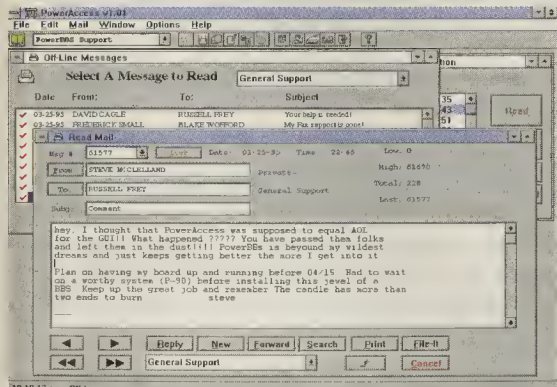 PowerAccess v1.01
File Edit Mail Window Options Help
PowerBBS Support
Off-Line Messages
Select A Message to Read General Support
Date From: To: Subject
03-25-95 DAVID CAGLE RUSSELL FREY Your help is needed!
03-25-95 FREDERICK SMALL BLAKE WOFFORD My Fax support is gone!
35
43
51
Read
Read Mail
Msg # 61577 Date 03-25-95 Time 22:46 Low: 0
From STEVE MCCLELLAND Private- High: 61690
To: RUSSELL FREY General Support Total: 228
Subj: Comment Last: 61577
hey. I thought that PowerAccess was supposed to equal AOL
for the GUI!! What happened ????? You have passed them folks
and left them in the dust!!!! PowerBBs is beyound my wildest
dreams and just keeps getting better the more I get into it
Plan on having my board up and running before 04/15 Had to wait
on a worthy system (P-90) before installing this jewel of a
BBS Keep up the great job and remember The candle has more than
two ends to burn steve
Reply New Forward Search Print File-It
General Support Cancel